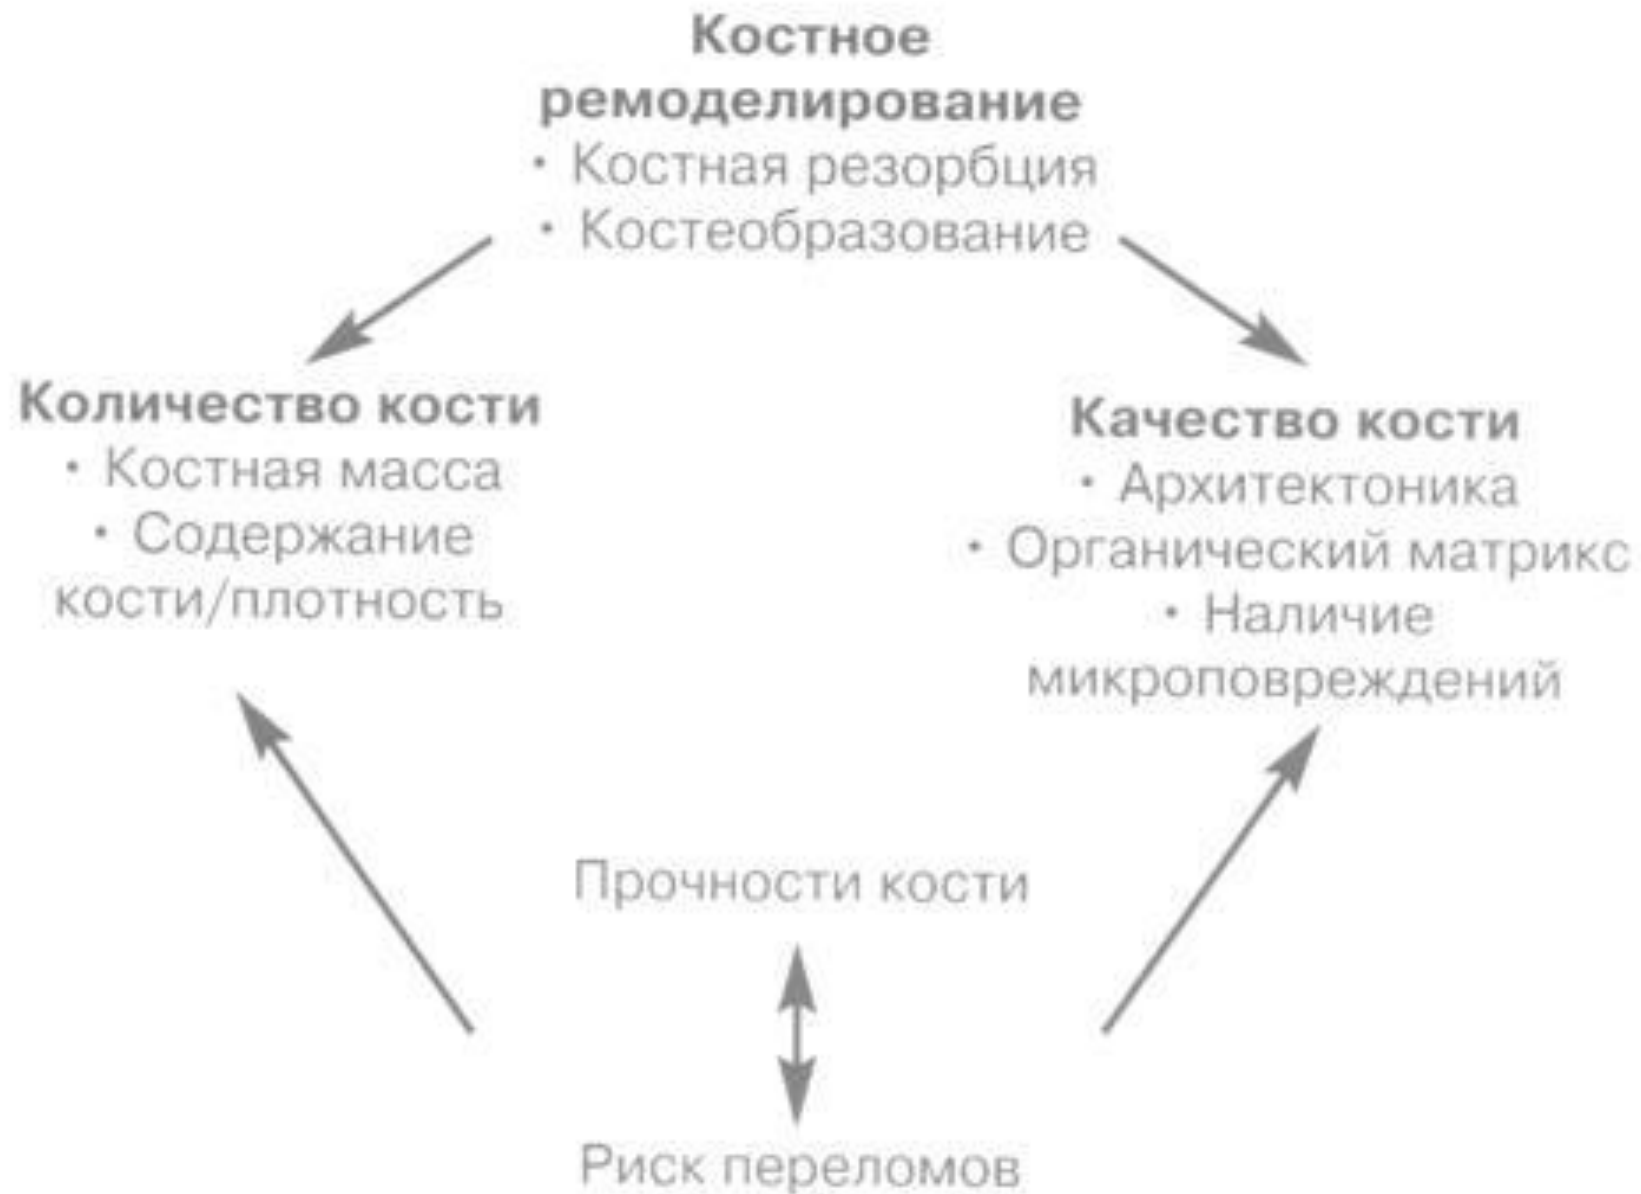 Костное
ремоделирование
· Костная резорбция
· Костеобразование
Количество кости
· Костная масса
· Содержание
кости/плотность
Качество кости
· Архитектоника
· Органический матрикс
· Наличие
микроповреждений
Прочности кости
Риск переломов